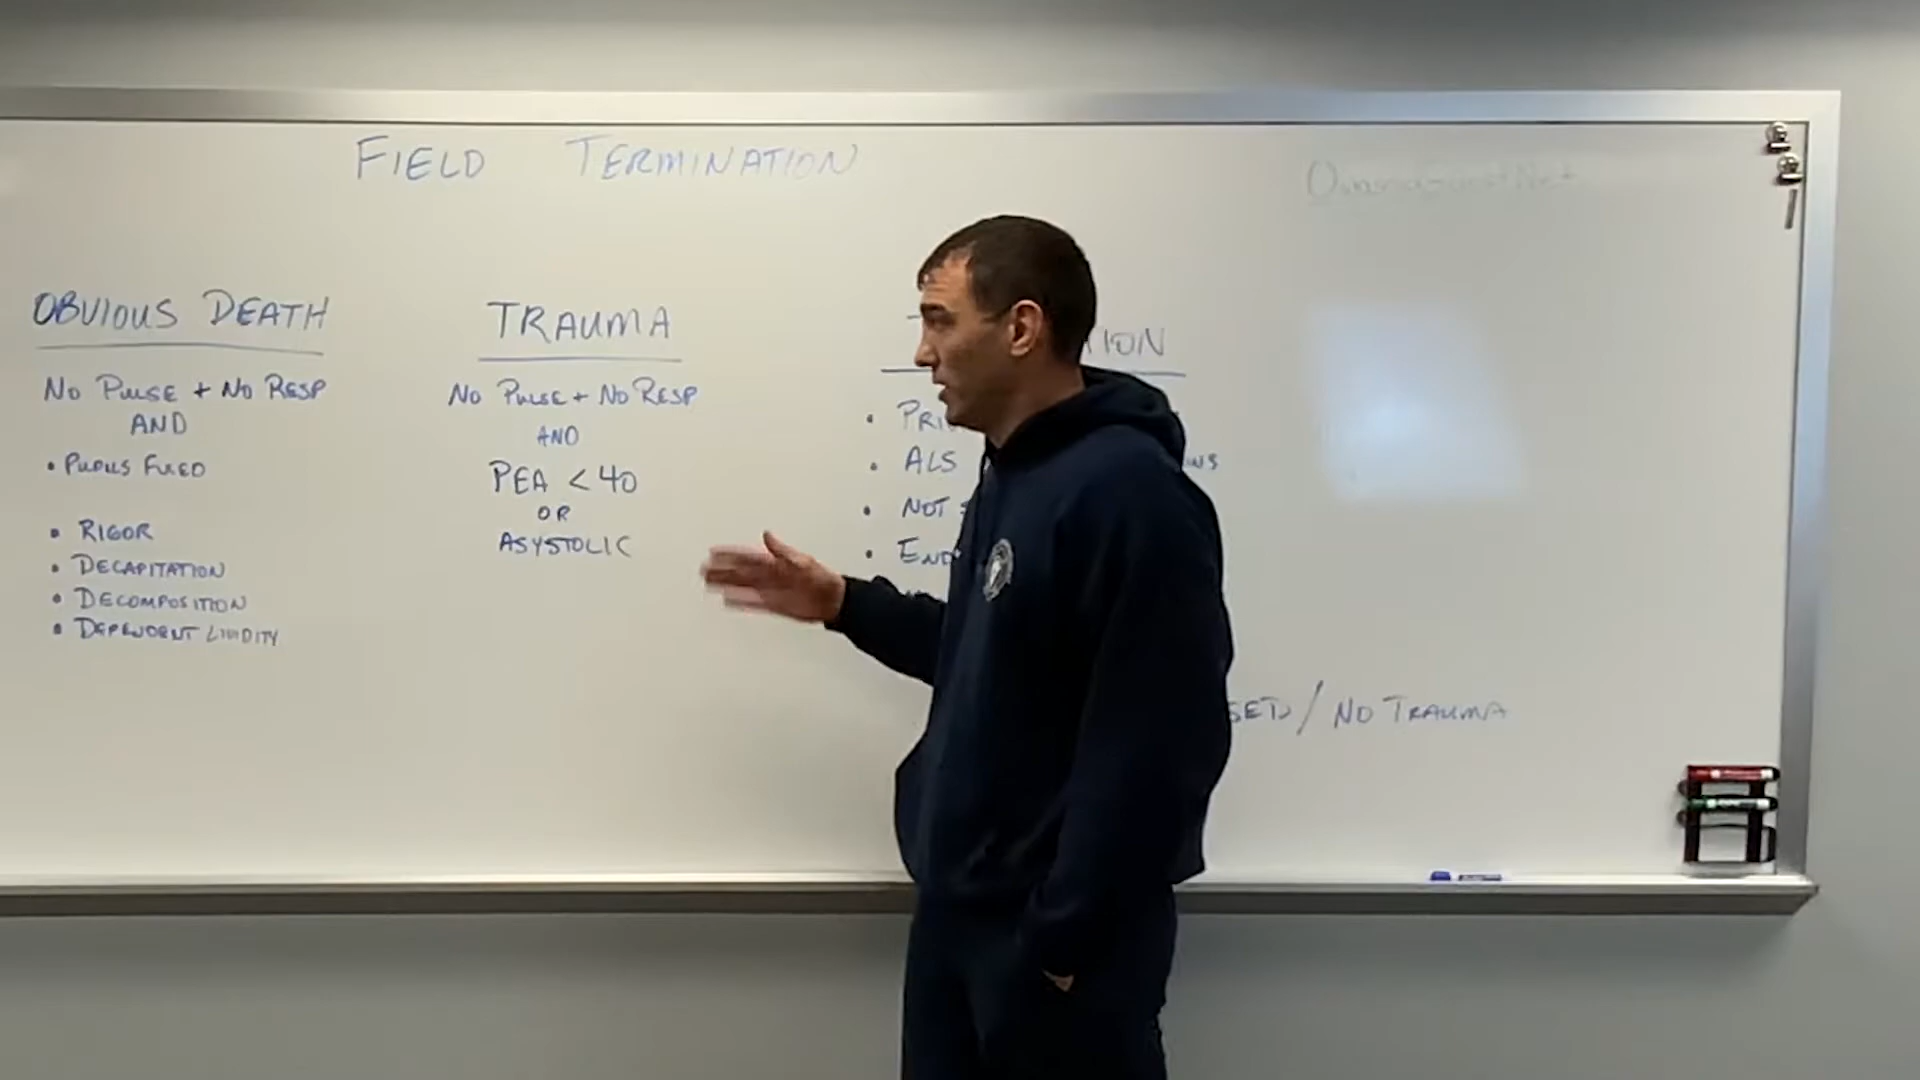 FIELD TERMINATION
OBVIOUS DEATH
NO PULSE + NO RESP
AND
• PUPILS FIXED
• RIGOR
• DECAPITATION
• DECOMPOSITION
• DEPENDENT LIVIDITY
TRAUMA
NO PULSE + NO RESP
AND
PEA < 40
OR
ASYSTOLIC
ION
• PRI
• ALS
• NOT
• END
/ NO TRAUMA